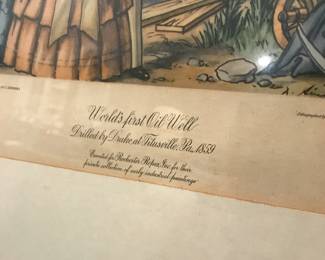 World's first Oil Well
Drilled by Drake, at Titusville, Pa., 1859
Created for Rochester Ropes, Inc. for their
private collection of early industrial paintings